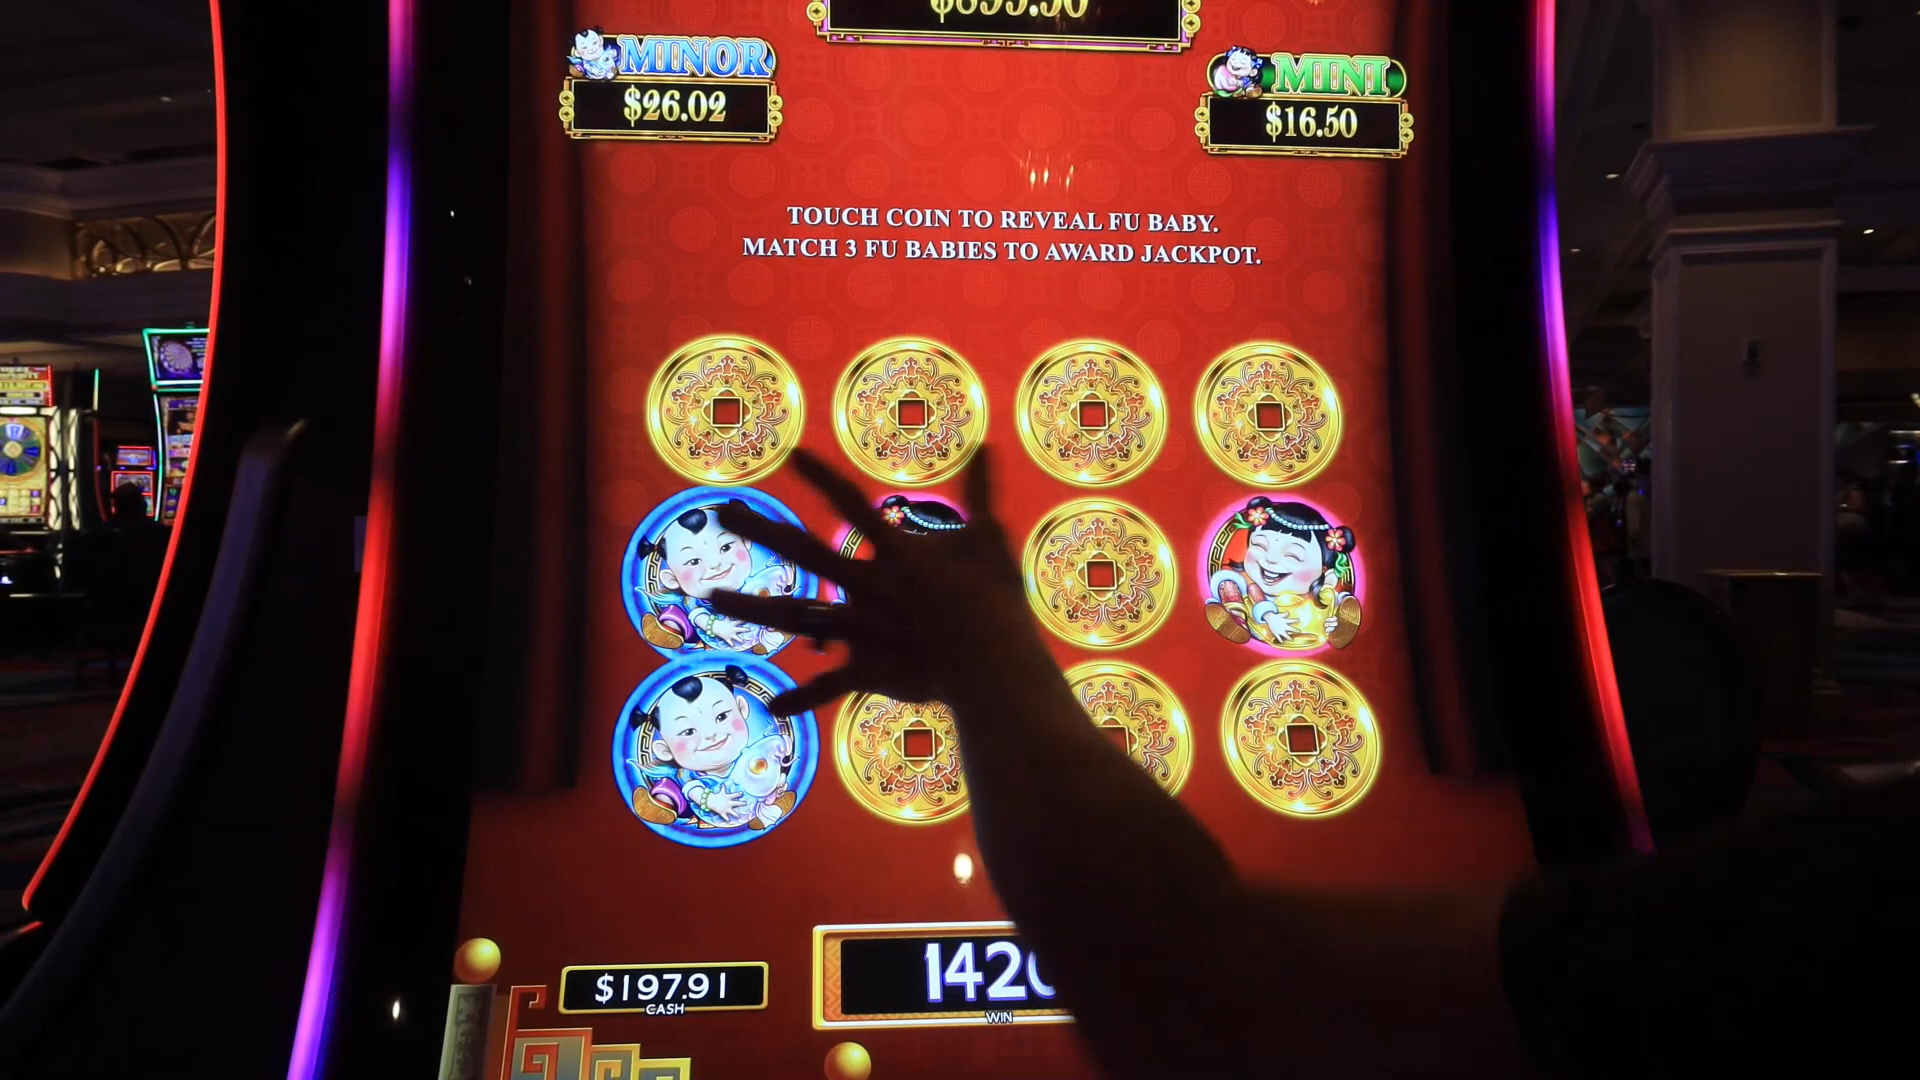 MINOR
$26.02
MINI
$16.50
TOUCH COIN TO REVEAL FU BABY.
MATCH 3 FU BABIES TO AWARD JACKPOT.
$197.91
CASH
WIN